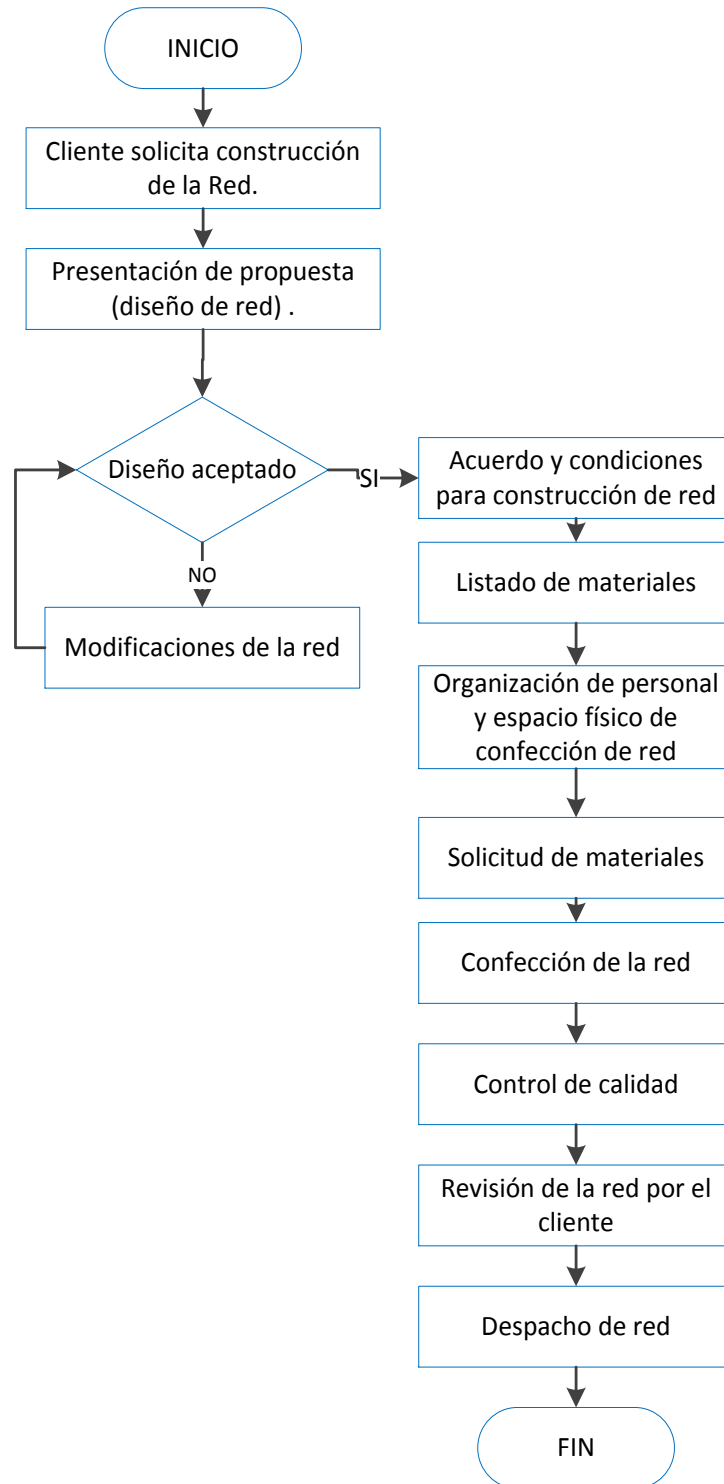 INICIO
Cliente solicita construcción
de la Red.
Presentación de propuesta
(diseño de red) .
Diseño aceptado
SI
NO
Modificaciones de la red
Acuerdo y condiciones
para construcción de red
Listado de materiales
Organización de personal
y espacio físico de
confección de red
Solicitud de materiales
Confección de la red
Control de calidad
Revisión de la red por el
cliente
Despacho de red
FIN